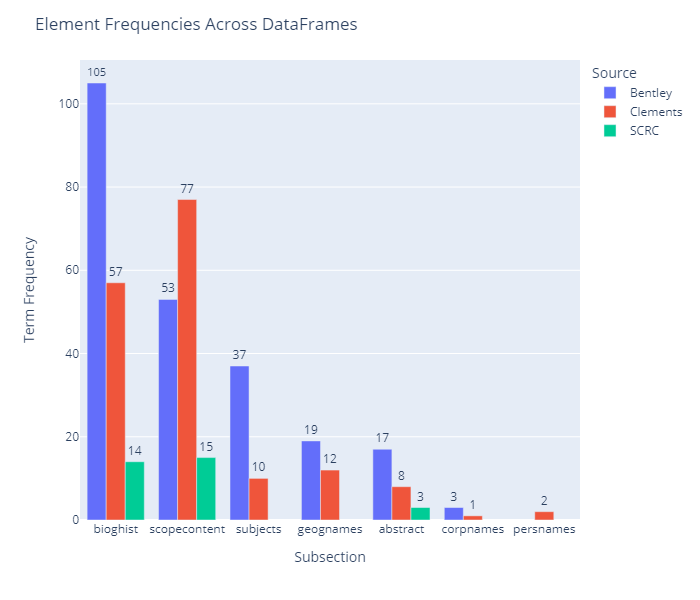 Element Frequencies Across DataFrames
Source
Bentley
Clements
SCRC
Term Frequency
100
80
60
40
20
0
105
57
14
53
77
15
37
10
19
12
17
8
3
3
1
2
bioghist
scopecontent
subjects
geognames
abstract
corpnames
persnames
Subsection